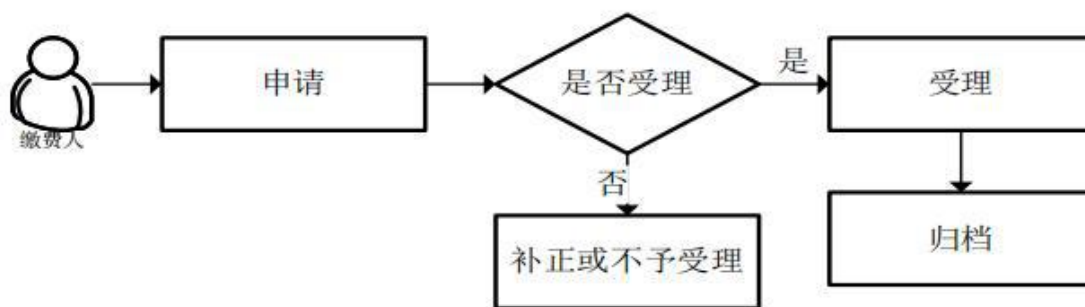 缴费人
申请
是否受理
是
受理
否
补正或不予受理
归档